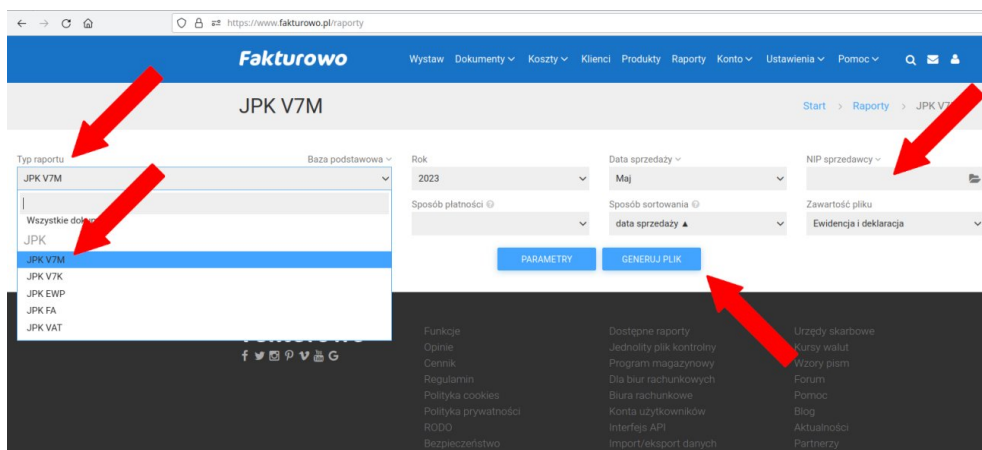 https://www.fakturowo.pl/raporty
Fakturowo Wystaw Dokumenty Koszty Klienci Produkty Raporty Konto Ustawienia Pomoc
JPK V7M Start > Raporty > JPK
Typ raportu Baza podstawowa Rok Data sprzedaży NIP sprzedawcy
JPK V7M 2023 Maj
Sposób płatności Sposób sortowania Zawartość pliku
Wszystkie data sprzedaży ▲ Ewidencja i deklaracja
JPK
JPK V7M PARAMETRY GENERUJ PLIK
JPK V7K
JPK EWP
JPK FA
JPK VAT
Funkcje Dostępne raporty Urzędy skarbowe
Opinie Jednolity plik kontrolny Kursy walut
Cennik Program magazynowy Wzory pism
Regulamin Dla biur rachunkowych Forum
Polityka cookies Biura rachunkowe Pomoc
Polityka prywatności Konta użytkowników Blog
RODO Interfejs API Aktualności
Bezpieczeństwo Import/eksport danych Partnerzy